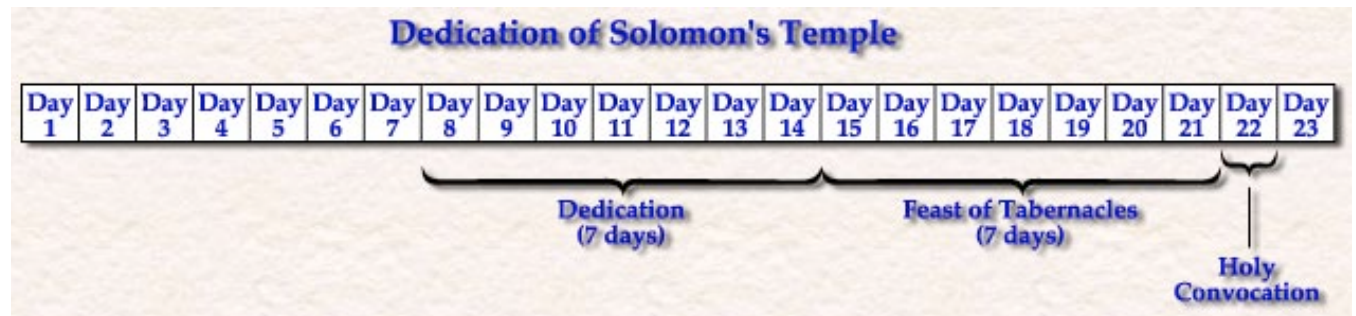 Dedication of Solomon's Temple
Day Day Day Day Day Day Day Day Day Day Day Day Day Day Day Day Day Day Day Day Day Day Day
1 2 3 4 5 6 7 8 9 10 11 12 13 14 15 16 17 18 19 20 21 22 23
Dedication
(7 days)
Feast of Tabernacles
(7 days)
Holy
Convocation